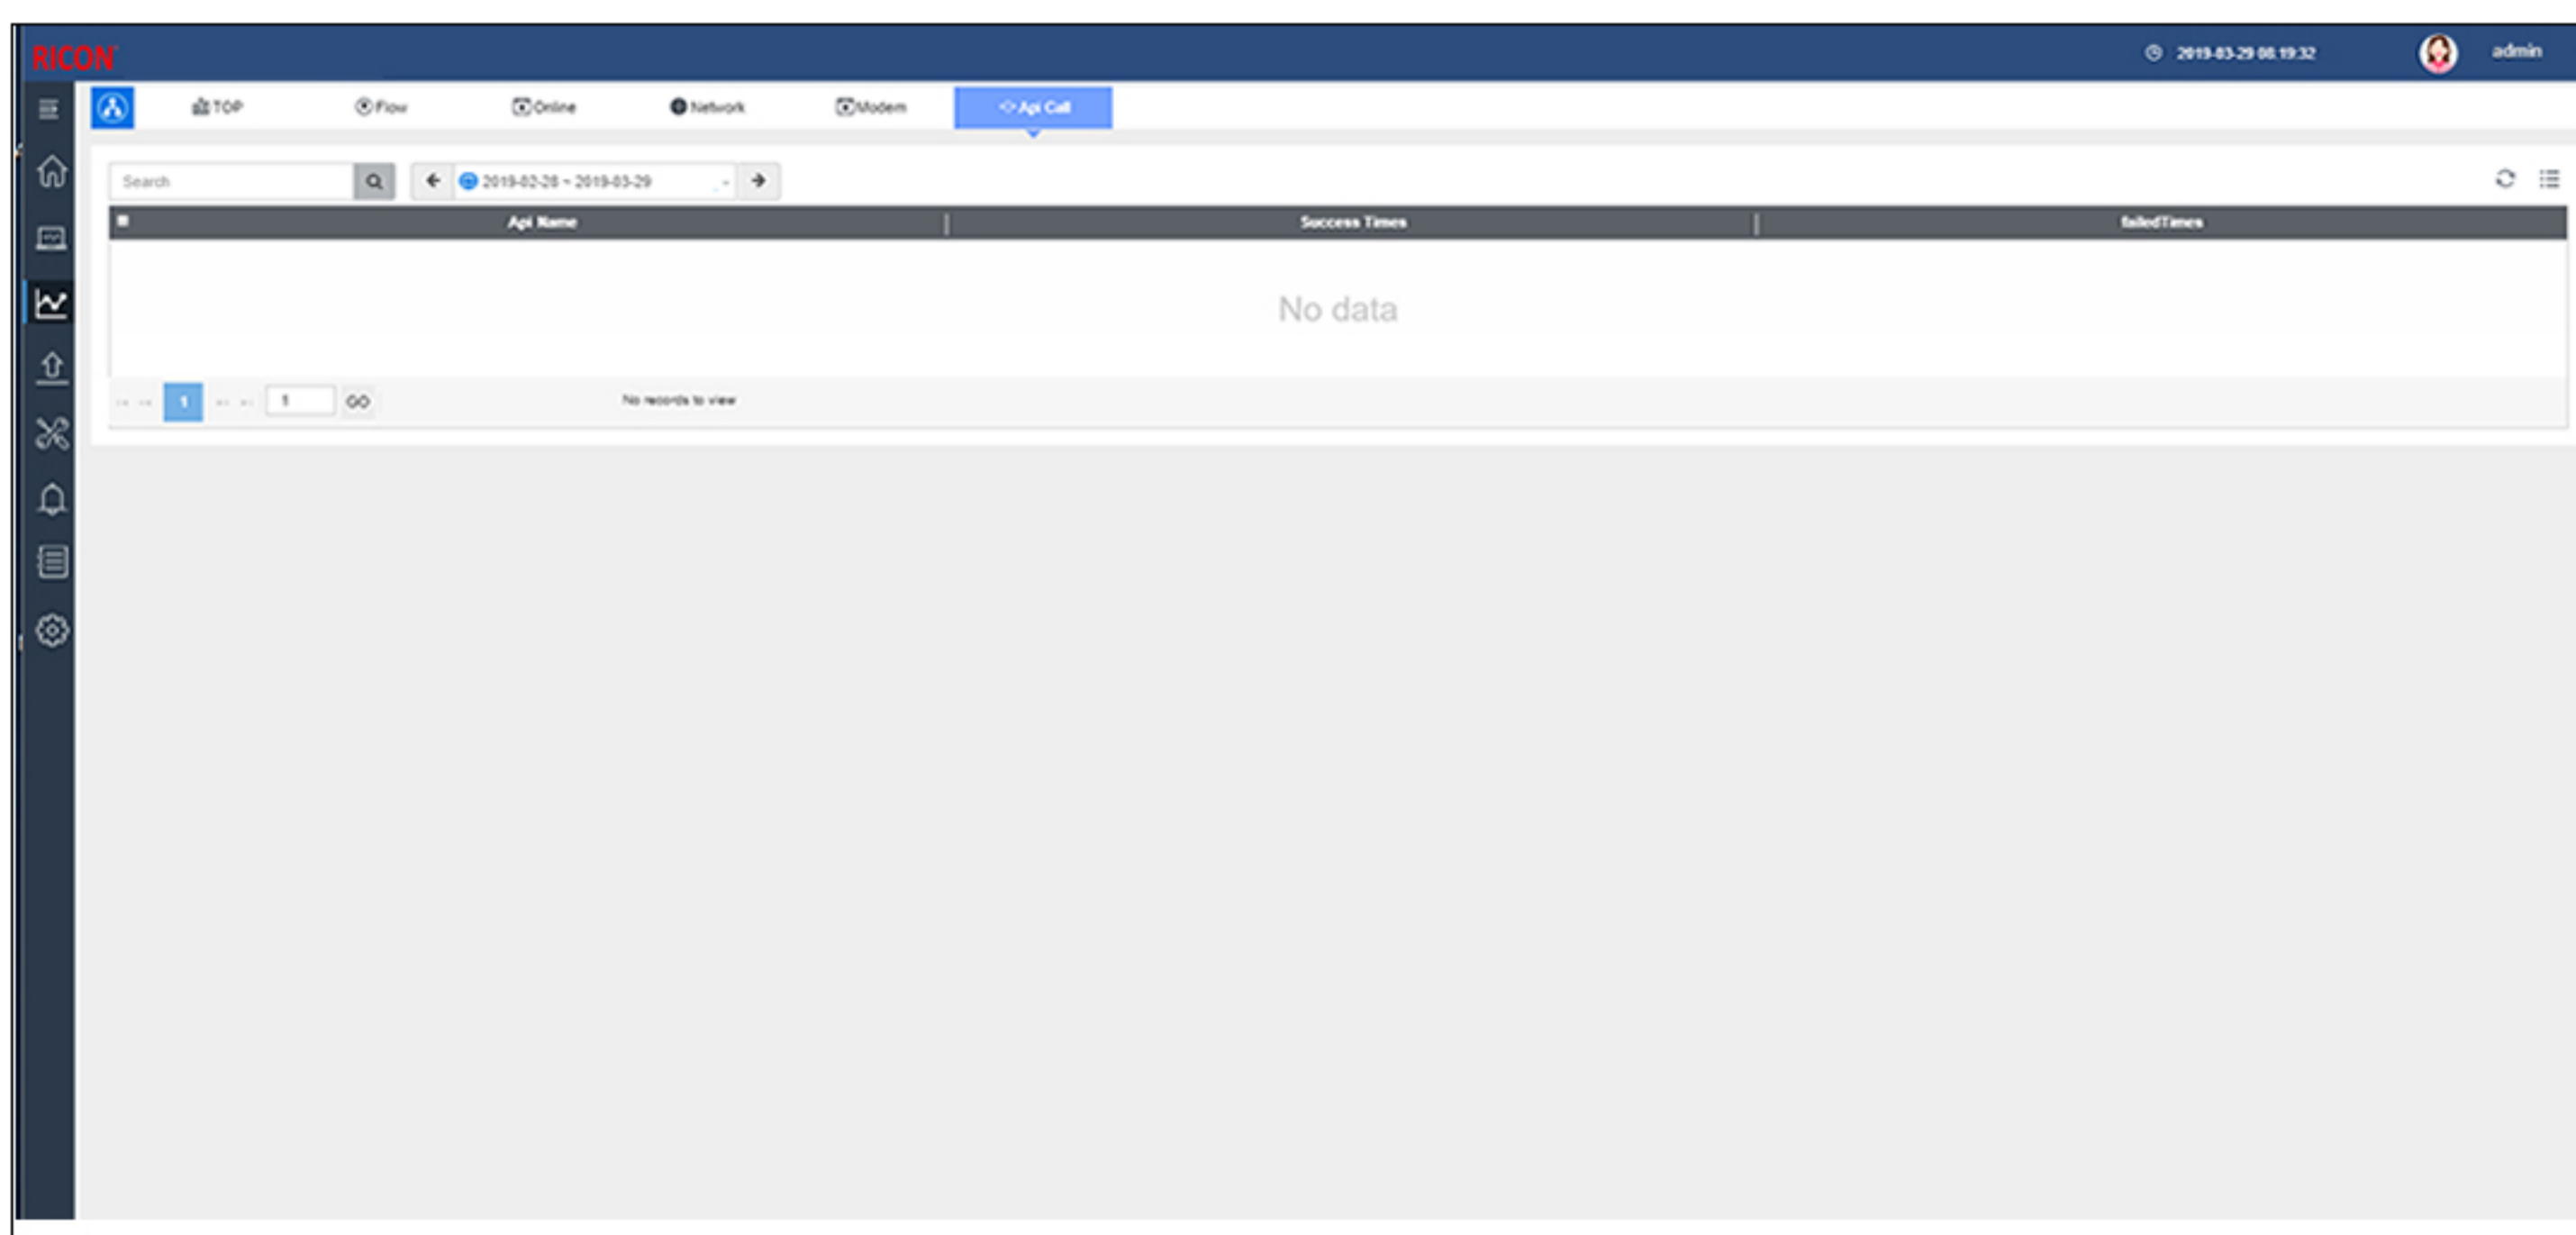 RICON
2019-03-29 08:19:32 admin
TOP Flow Online Network Modem Api Call
Search 2019-02-28 ~ 2019-03-29
Api Name Success Times failedTimes
No data
1 1 GO No records to view